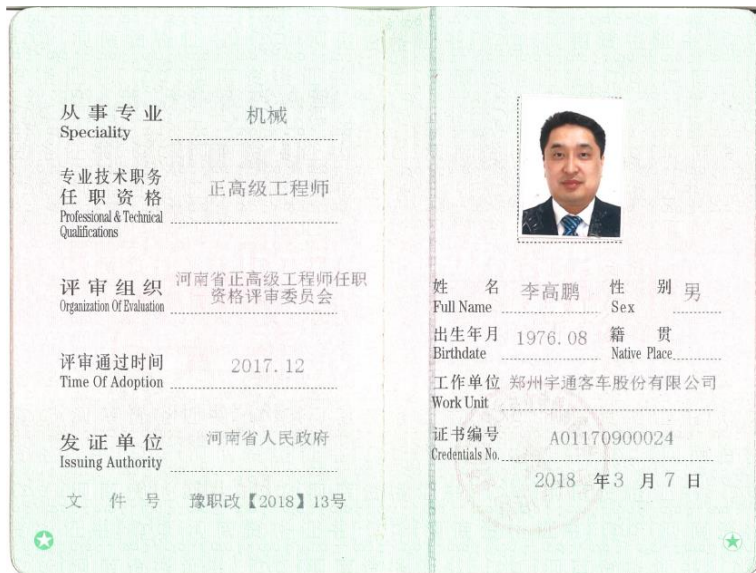 从事专业 机械
Speciality
专业技术职务
任职资格 正高级工程师
Professional & Technical
Qualifications
评审组织 河南省正高级工程师任职
Organization Of Evaluation 资格评审委员会
评审通过时间 2017.12
Time Of Adoption
发证单位 河南省人民政府
Issuing Authority
文件号 豫职改【2018】13号
姓名 李高鹏 性别 男
Full Name Sex
出生年月 1976.08 籍贯
Birthdate Native Place
工作单位 郑州宇通客车股份有限公司
Work Unit
证书编号 A01170900024
Credentials No.
2018 年 3 月 7 日